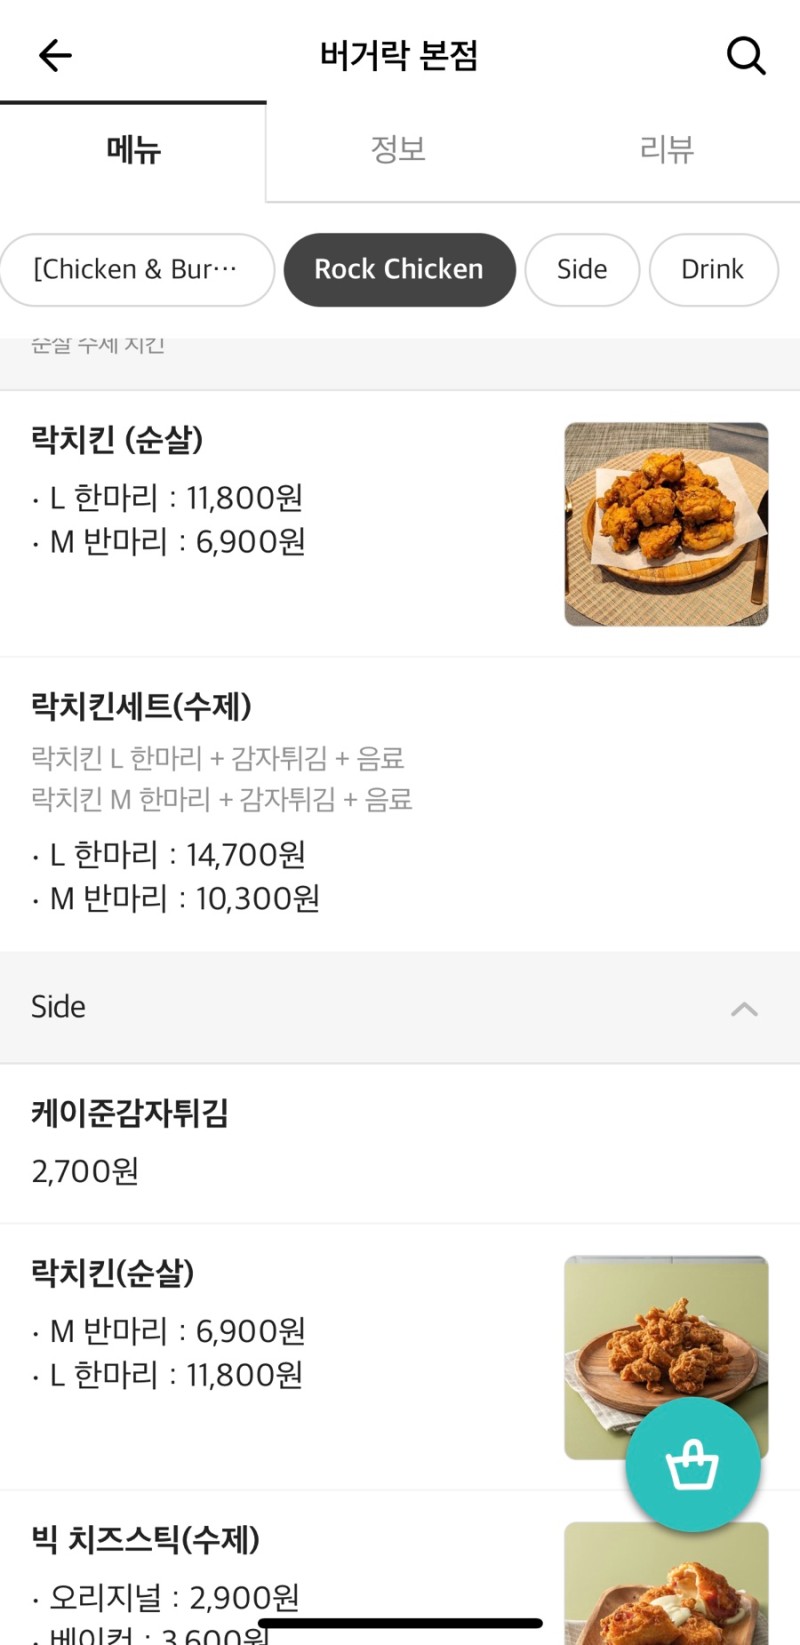 버거락 본점
메뉴
정보
리뷰
[Chicken & Bur···
Rock Chicken
Side
Drink
순살 수제 치킨
락치킨 (순살)
· L 한마리 : 11,800원
· M 반마리 : 6,900원
락치킨세트(수제)
락치킨 L 한마리 + 감자튀김 + 음료
락치킨 M 한마리 + 감자튀김 + 음료
· L 한마리 : 14,700원
· M 반마리 : 10,300원
Side
케이준감자튀김
2,700원
락치킨(순살)
· M 반마리 : 6,900원
· L 한마리 : 11,800원
빅 치즈스틱(수제)
· 오리지널 : 2,900원
· 베이컨 : 3,600원